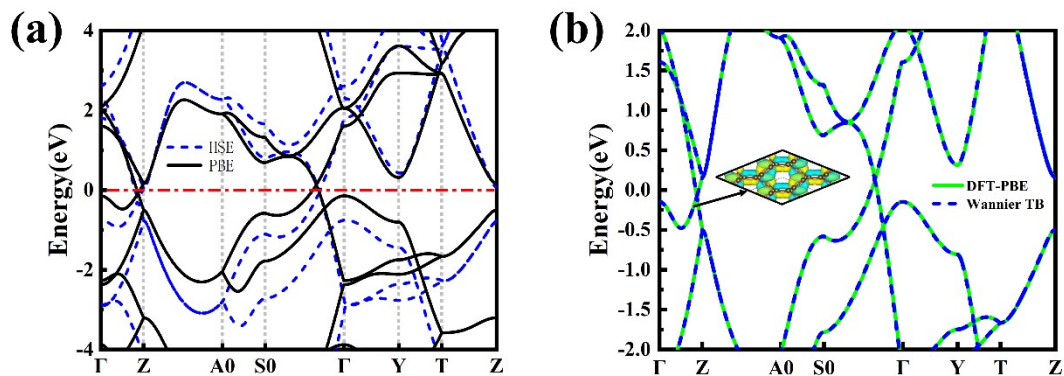 (a)
Energy(eV)
4
2
0
-2
-4
HSE
PBE
Γ Z A0 S0 Γ Y T Z
(b)
Energy(eV)
2.0
1.5
1.0
0.5
0.0
-0.5
-1.0
-1.5
-2.0
DFT-PBE
Wannier TB
Γ Z A0 S0 Γ Y T Z